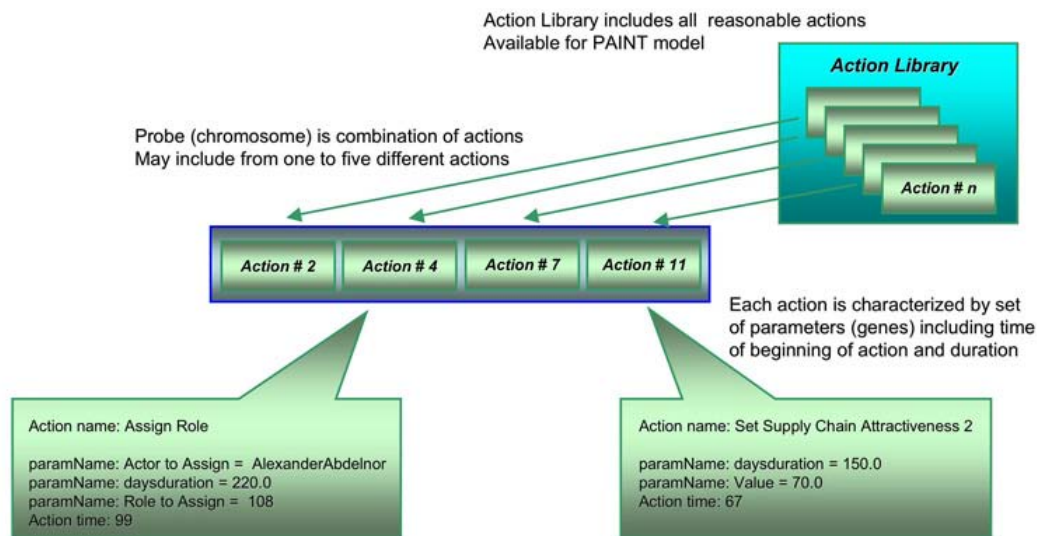 Action Library includes all reasonable actions
Available for PAINT model
Action Library
Action # n
Probe (chromosome) is combination of actions
May include from one to five different actions
Action # 2
Action # 4
Action # 7
Action # 11
Each action is characterized by set
of parameters (genes) including time
of beginning of action and duration
Action name: Assign Role
paramName: Actor to Assign = AlexanderAbdelnor
paramName: daysduration = 220.0
paramName: Role to Assign = 108
Action time: 99
Action name: Set Supply Chain Attractiveness 2
paramName: daysduration = 150.0
paramName: Value = 70.0
Action time: 67